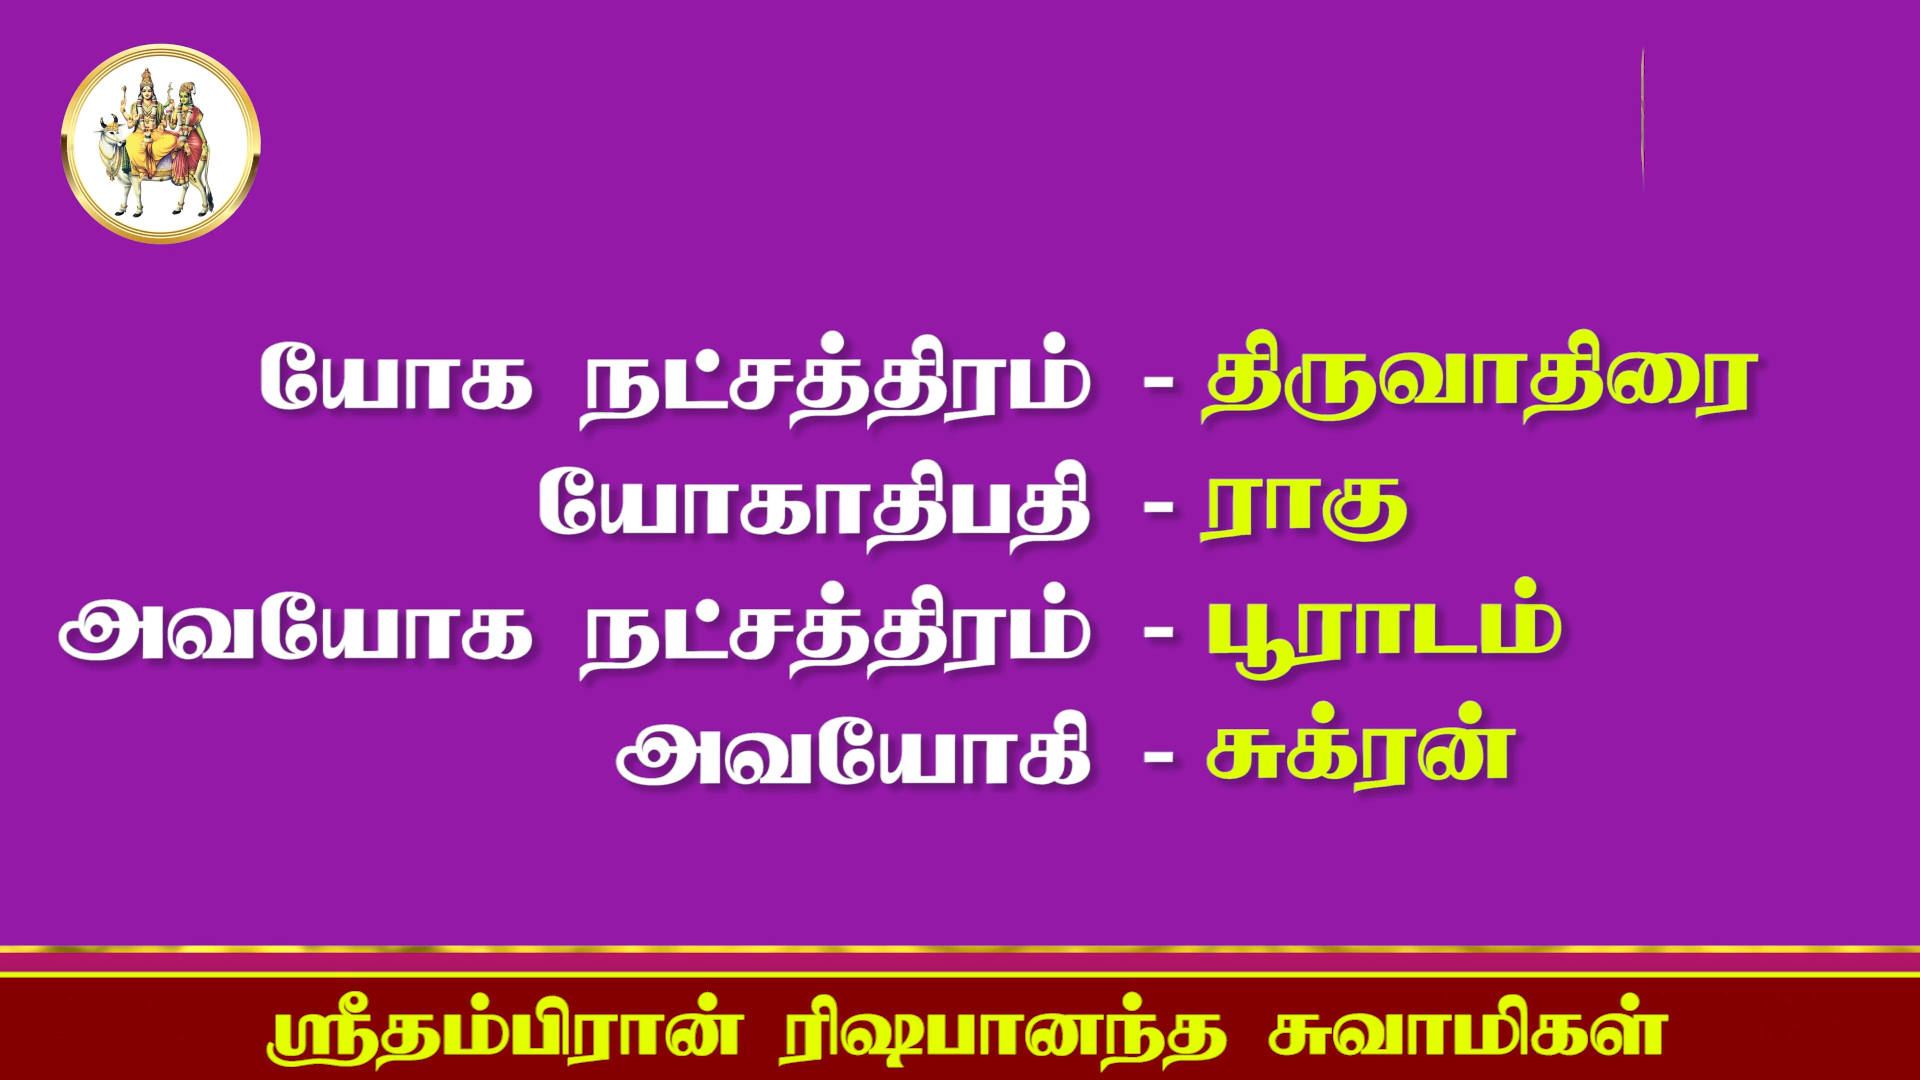 யோக நட்சத்திரம் - திருவாதிரை
யோகாதிபதி - ராகு
அவயோக நட்சத்திரம் - பூராடம்
அவயோகி - சுக்ரன்
ஸ்ரீதம்பிரான் ரிஷபானந்த சுவாமிகள்